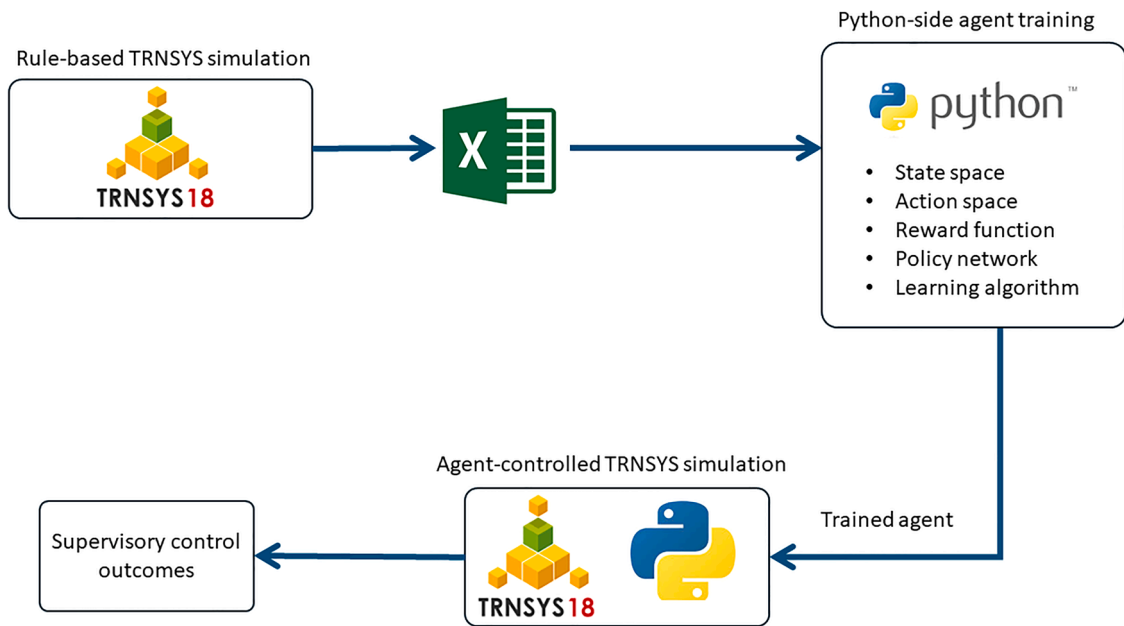 Python-side agent training
Rule-based TRNSYS simulation
TRNSYS18
X
python™
• State space
• Action space
• Reward function
• Policy network
• Learning algorithm
Agent-controlled TRNSYS simulation
TRNSYS18
Trained agent
Supervisory control
outcomes